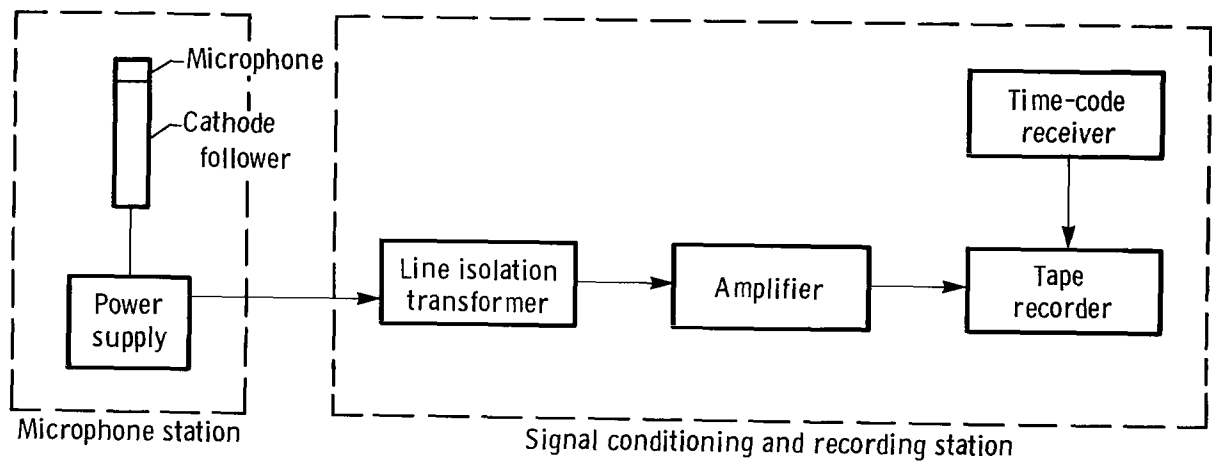 Microphone
Cathode
follower
Power
supply
Microphone station
Line isolation
transformer
Amplifier
Time-code
receiver
Tape
recorder
Signal conditioning and recording station